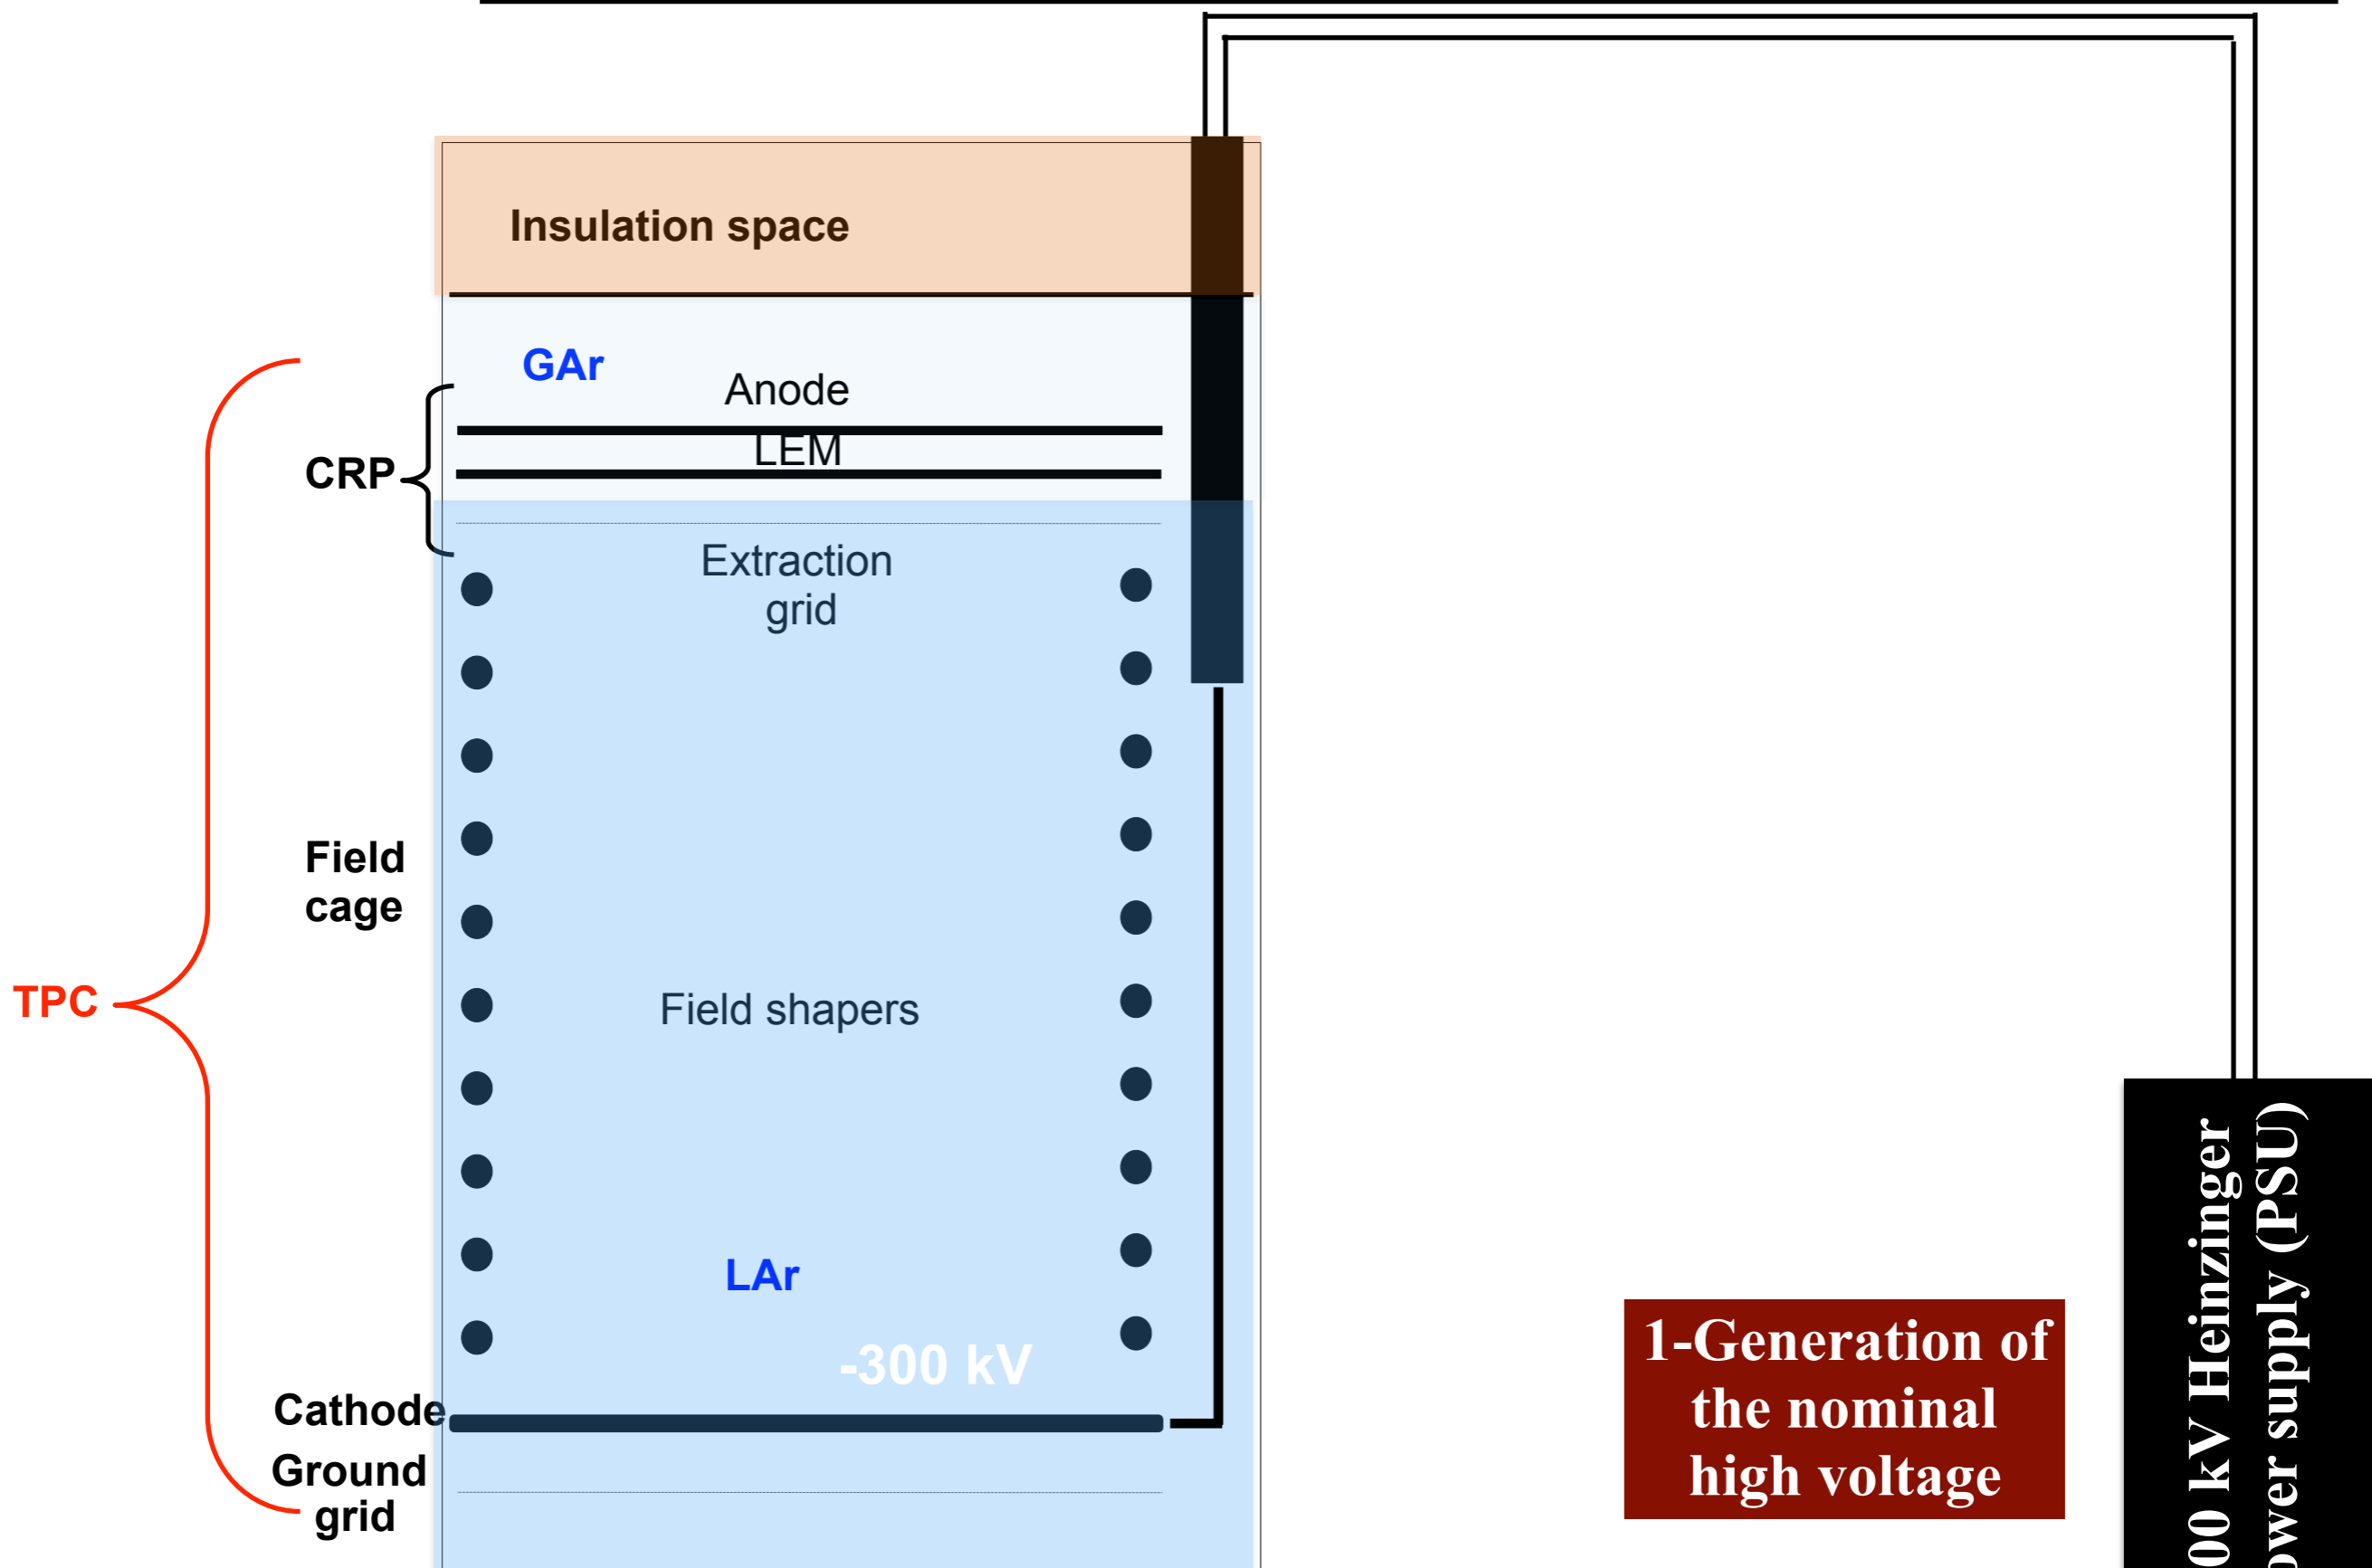 Insulation space
GAr
Anode
LEM
CRP
Extraction
grid
Field
cage
TPC
Field shapers
LAr
-300 kV
Cathode
Ground
grid
1-Generation of
the nominal
high voltage
kV Heinzinger
supply (PSU)